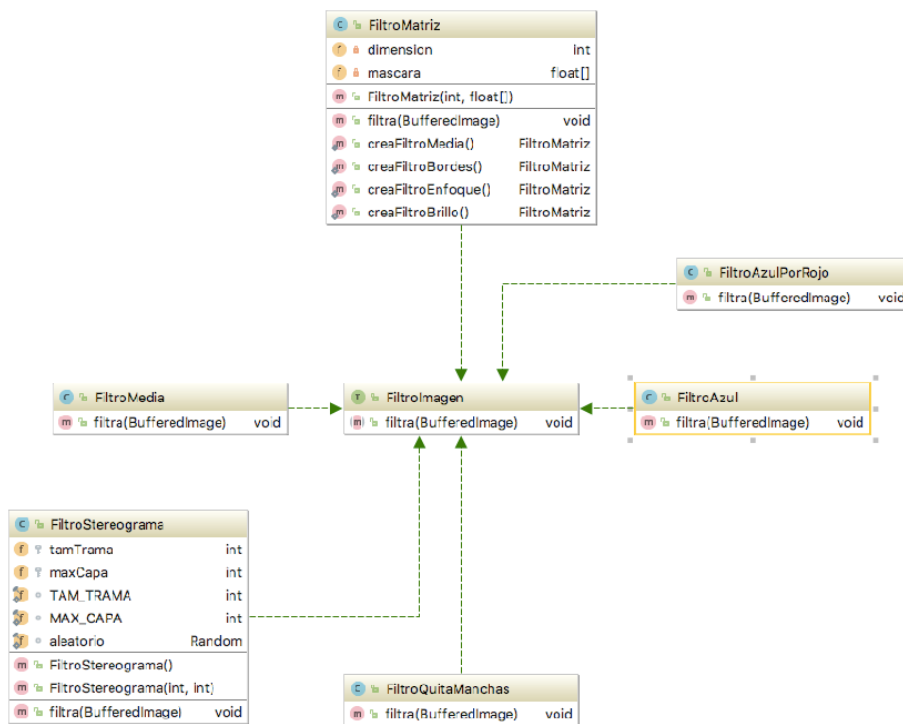 FiltroMatriz
dimension int
mascara float[]
FiltroMatriz(int, float[])
filtra(BufferedImage) void
creaFiltroMedia() FiltroMatriz
creaFiltroBordes() FiltroMatriz
creaFiltroEnfoque() FiltroMatriz
creaFiltroBrillo() FiltroMatriz
FiltroAzulPorRojo
filtra(BufferedImage) void
FiltroMedia
filtra(BufferedImage) void
FiltroImagen
filtra(BufferedImage) void
FiltroAzul
filtra(BufferedImage) void
FiltroStereograma
tamTrama int
maxCapa int
TAM_TRAMA int
MAX_CAPA int
aleatorio Random
FiltroStereograma()
FiltroStereograma(int, int)
filtra(BufferedImage) void
FiltroQuitaManchas
filtra(BufferedImage) void